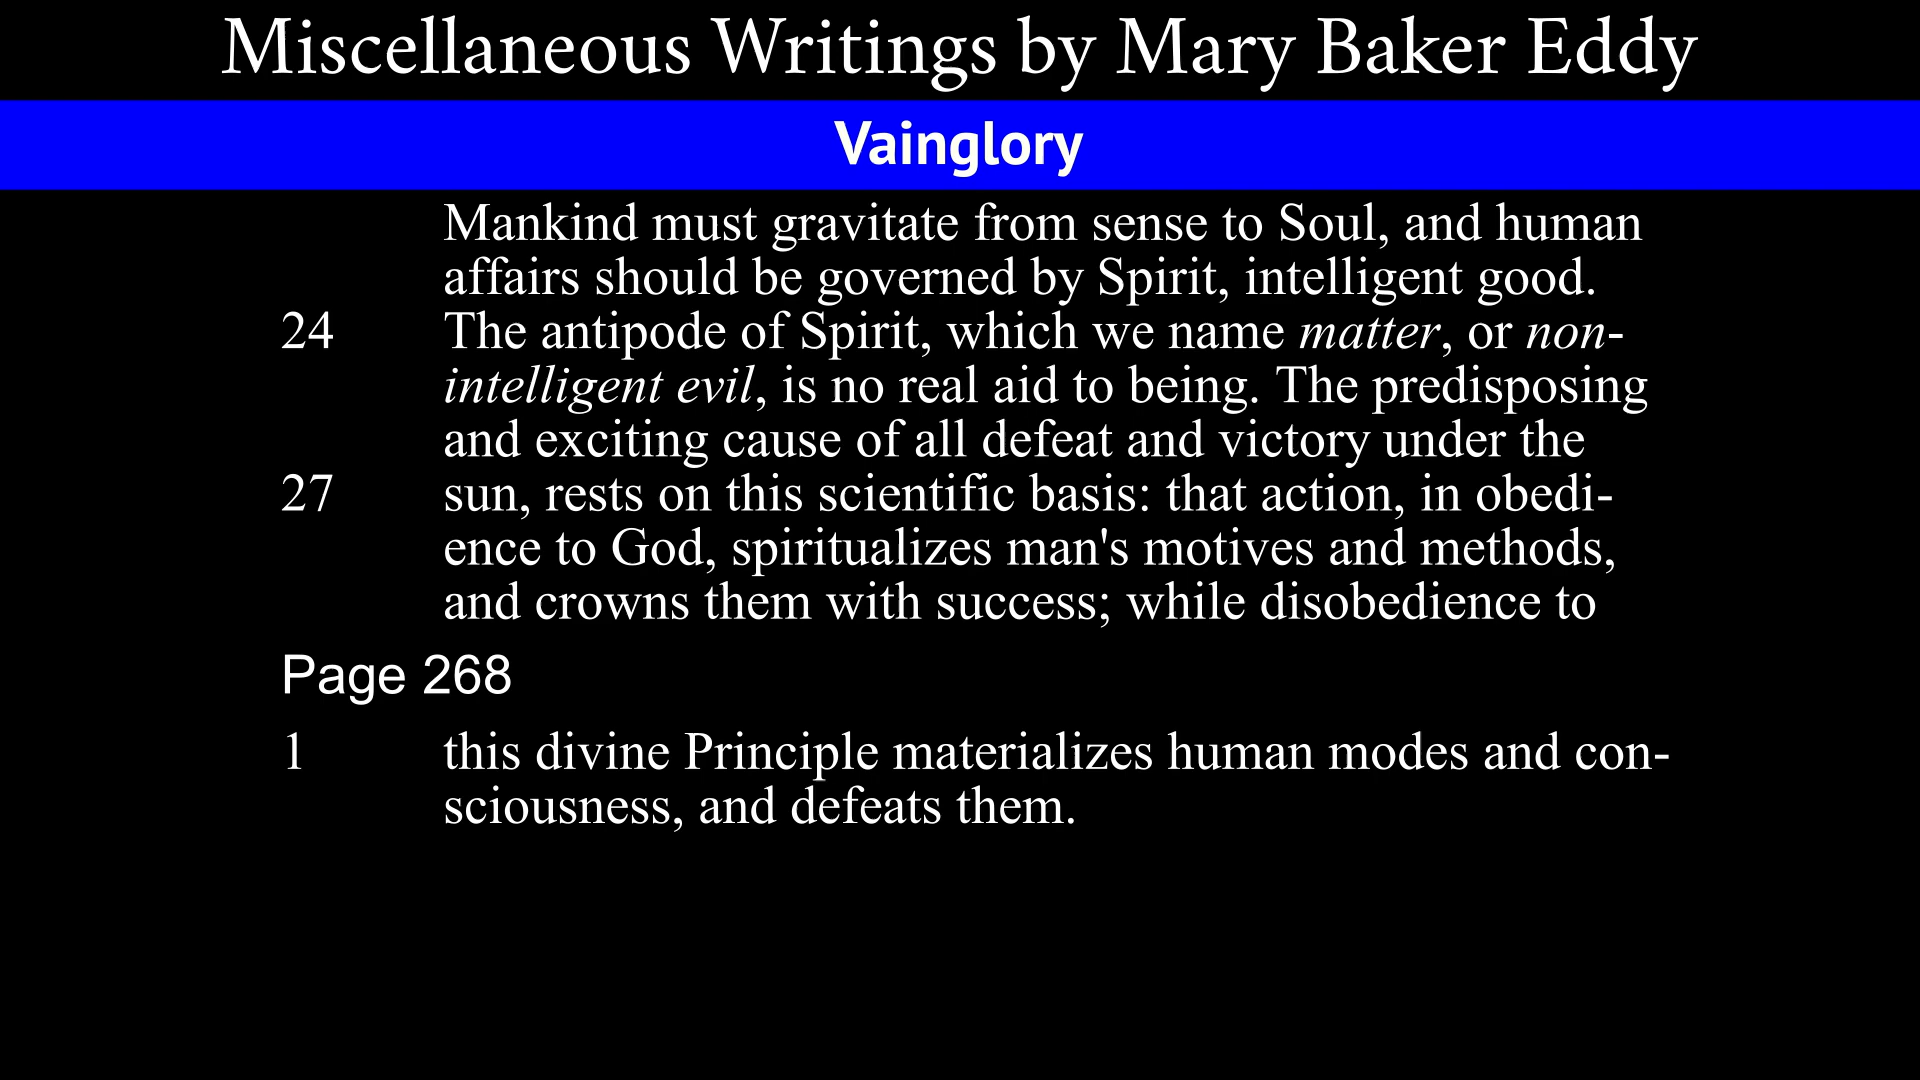 Miscellaneous Writings by Mary Baker Eddy
Vainglory
Mankind must gravitate from sense to Soul, and human
affairs should be governed by Spirit, intelligent good.
24 The antipode of Spirit, which we name matter, or non-
intelligent evil, is no real aid to being. The predisposing
and exciting cause of all defeat and victory under the
27 sun, rests on this scientific basis: that action, in obedi-
ence to God, spiritualizes man's motives and methods,
and crowns them with success; while disobedience to
Page 268
1 this divine Principle materializes human modes and con-
sciousness, and defeats them.